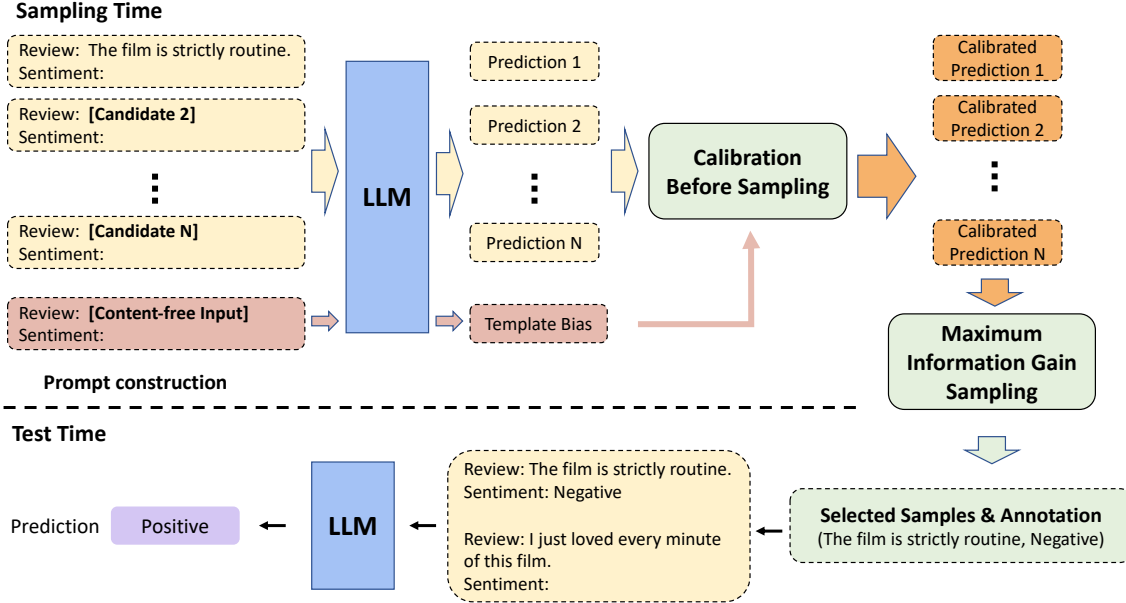 Sampling Time
Review: The film is strictly routine.
Sentiment:
Review: [Candidate 2]
Sentiment:
Review: [Candidate N]
Sentiment:
Review: [Content-free Input]
Sentiment:
Prompt construction
LLM
Prediction 1
Prediction 2
Prediction N
Template Bias
Calibration
Before Sampling
Calibrated
Prediction 1
Calibrated
Prediction 2
Calibrated
Prediction N
Maximum
Information Gain
Sampling
Test Time
Prediction
Positive
LLM
Review: The film is strictly routine.
Sentiment: Negative
Review: I just loved every minute
of this film.
Sentiment:
Selected Samples & Annotation
(The film is strictly routine, Negative)